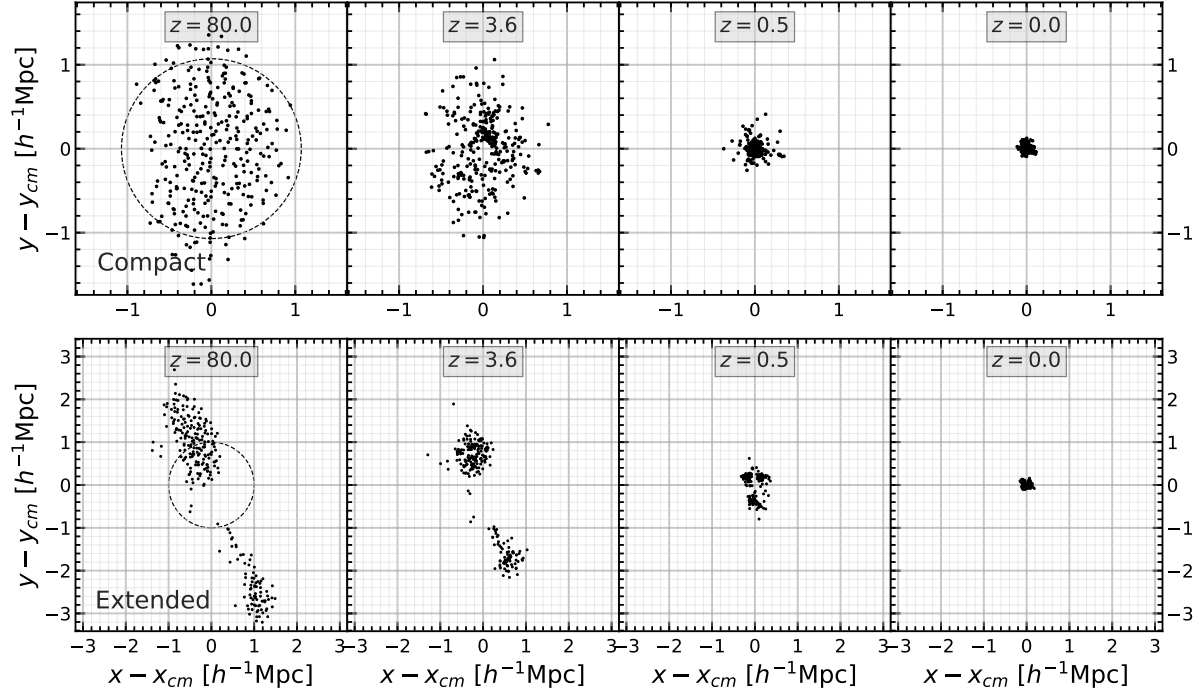 z = 80.0 z = 3.6 z = 0.5 z = 0.0
y − y_cm [h⁻¹Mpc]
1
0
−1
Compact
1
0
−1
−1 0 1 −1 0 1 −1 0 1 −1 0 1
z = 80.0 z = 3.6 z = 0.5 z = 0.0
y − y_cm [h⁻¹Mpc]
3
2
1
0
−1
−2
−3
Extended
3
2
1
0
−1
−2
−3
−3 −2 −1 0 1 2 3 −2 −1 0 1 2 3 −2 −1 0 1 2 3 −2 −1 0 1 2 3
x − x_cm [h⁻¹Mpc] x − x_cm [h⁻¹Mpc] x − x_cm [h⁻¹Mpc] x − x_cm [h⁻¹Mpc]